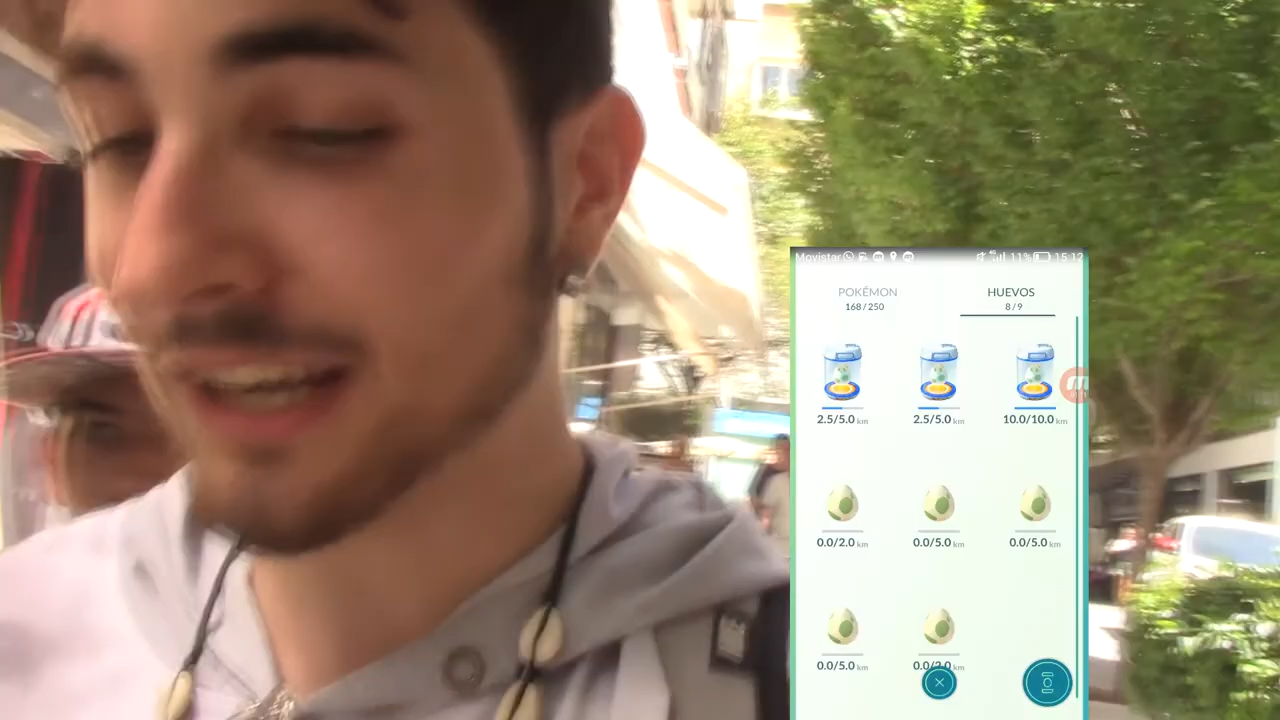 Movistar 4G 11% 15:12
POKÉMON HUEVOS
168/250 8/9
2.5/5.0 km 2.5/5.0 km 10.0/10.0 km
0.0/2.0 km 0.0/5.0 km 0.0/5.0 km
0.0/5.0 km 0.0/2.0 km